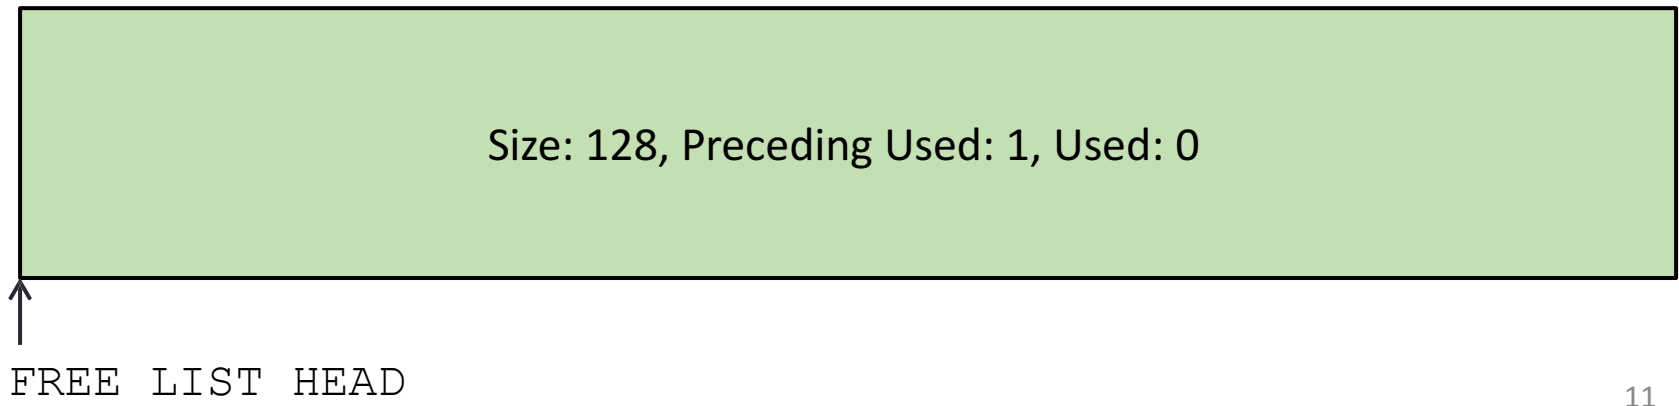 Size: 128, Preceding Used: 1, Used: 0
FREE LIST HEAD
11